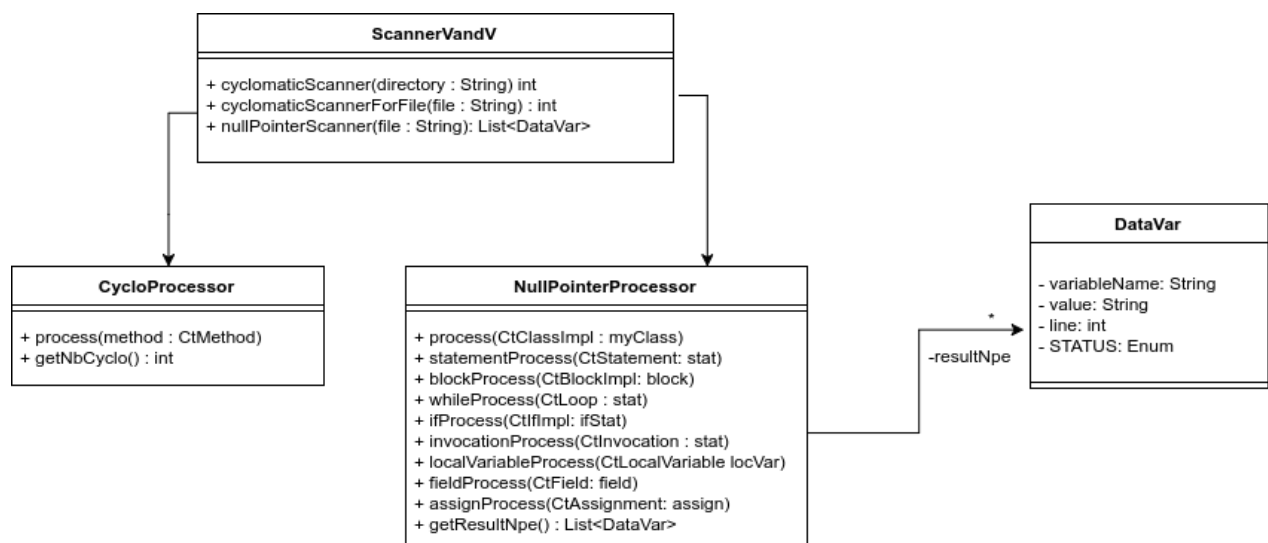 ScannerVandV
+ cyclomaticScanner(directory : String) int
+ cyclomaticScannerForFile(file : String) : int
+ nullPointerScanner(file : String): List<DataVar>
CycloProcessor
+ process(method : CtMethod)
+ getNbCyclo() : int
NullPointerProcessor
+ process(CtClassImpl : myClass)
+ statementProcess(CtStatement: stat)
+ blockProcess(CtBlockImpl: block)
+ whileProcess(CtLoop : stat)
+ ifProcess(CtIfImpl: ifStat)
+ invocationProcess(CtInvocation : stat)
+ localVariableProcess(CtLocalVariable locVar)
+ fieldProcess(CtField: field)
+ assignProcess(CtAssignment: assign)
+ getResultNpe() : List<DataVar>
*
-resultNpe
DataVar
- variableName: String
- value: String
- line: int
- STATUS: Enum